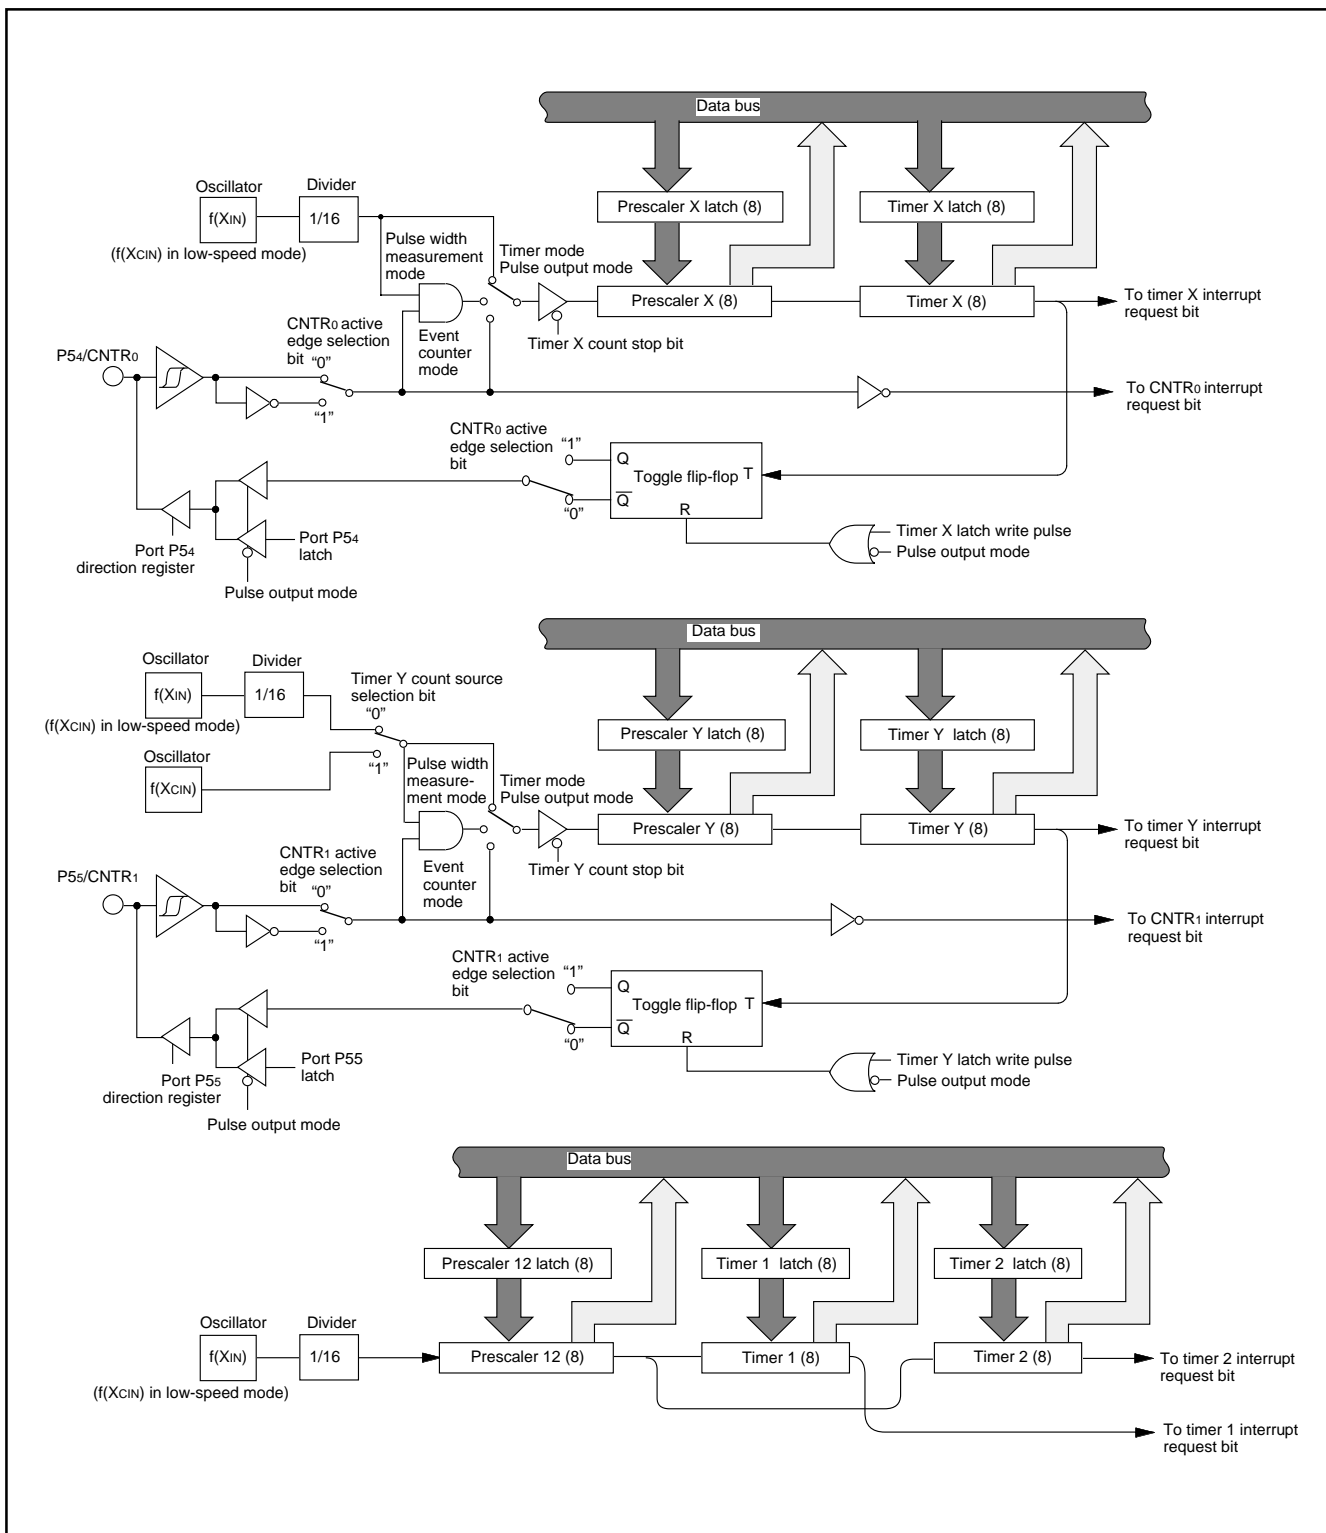 Data bus
Oscillator
Divider
f(XIN)
1/16
Prescaler X latch (8)
Timer X latch (8)
(f(XCIN) in low-speed mode)
Pulse width
measurement
mode
Timer mode
Pulse output mode
Prescaler X (8)
Timer X (8)
To timer X interrupt
request bit
CNTR0 active
edge selection
bit
"0"
Event
counter
mode
Timer X count stop bit
P54/CNTR0
"1"
To CNTR0 interrupt
request bit
CNTR0 active
edge selection
bit
"1"
Q
Toggle flip-flop
T
Q
"0"
R
Port P54
latch
Port P54
direction register
Timer X latch write pulse
Pulse output mode
Pulse output mode
Data bus
Oscillator
Divider
f(XIN)
1/16
Timer Y count source
selection bit
"0"
(f(XCIN) in low-speed mode)
Prescaler Y latch (8)
Timer Y latch (8)
Oscillator
f(XCIN)
"1"
Pulse width
measure-
ment mode
Timer mode
Pulse output mode
Prescaler Y (8)
Timer Y (8)
To timer Y interrupt
request bit
CNTR1 active
edge selection
bit
"0"
Event
counter
mode
Timer Y count stop bit
P55/CNTR1
"1"
To CNTR1 interrupt
request bit
CNTR1 active
edge selection
bit
"1"
Q
Toggle flip-flop
T
Q
"0"
R
Port P55
latch
Port P55
direction register
Timer Y latch write pulse
Pulse output mode
Pulse output mode
Data bus
Prescaler 12 latch (8)
Timer 1 latch (8)
Timer 2 latch (8)
Oscillator
Divider
f(XIN)
1/16
Prescaler 12 (8)
Timer 1 (8)
Timer 2 (8)
To timer 2 interrupt
request bit
(f(XCIN) in low-speed mode)
To timer 1 interrupt
request bit